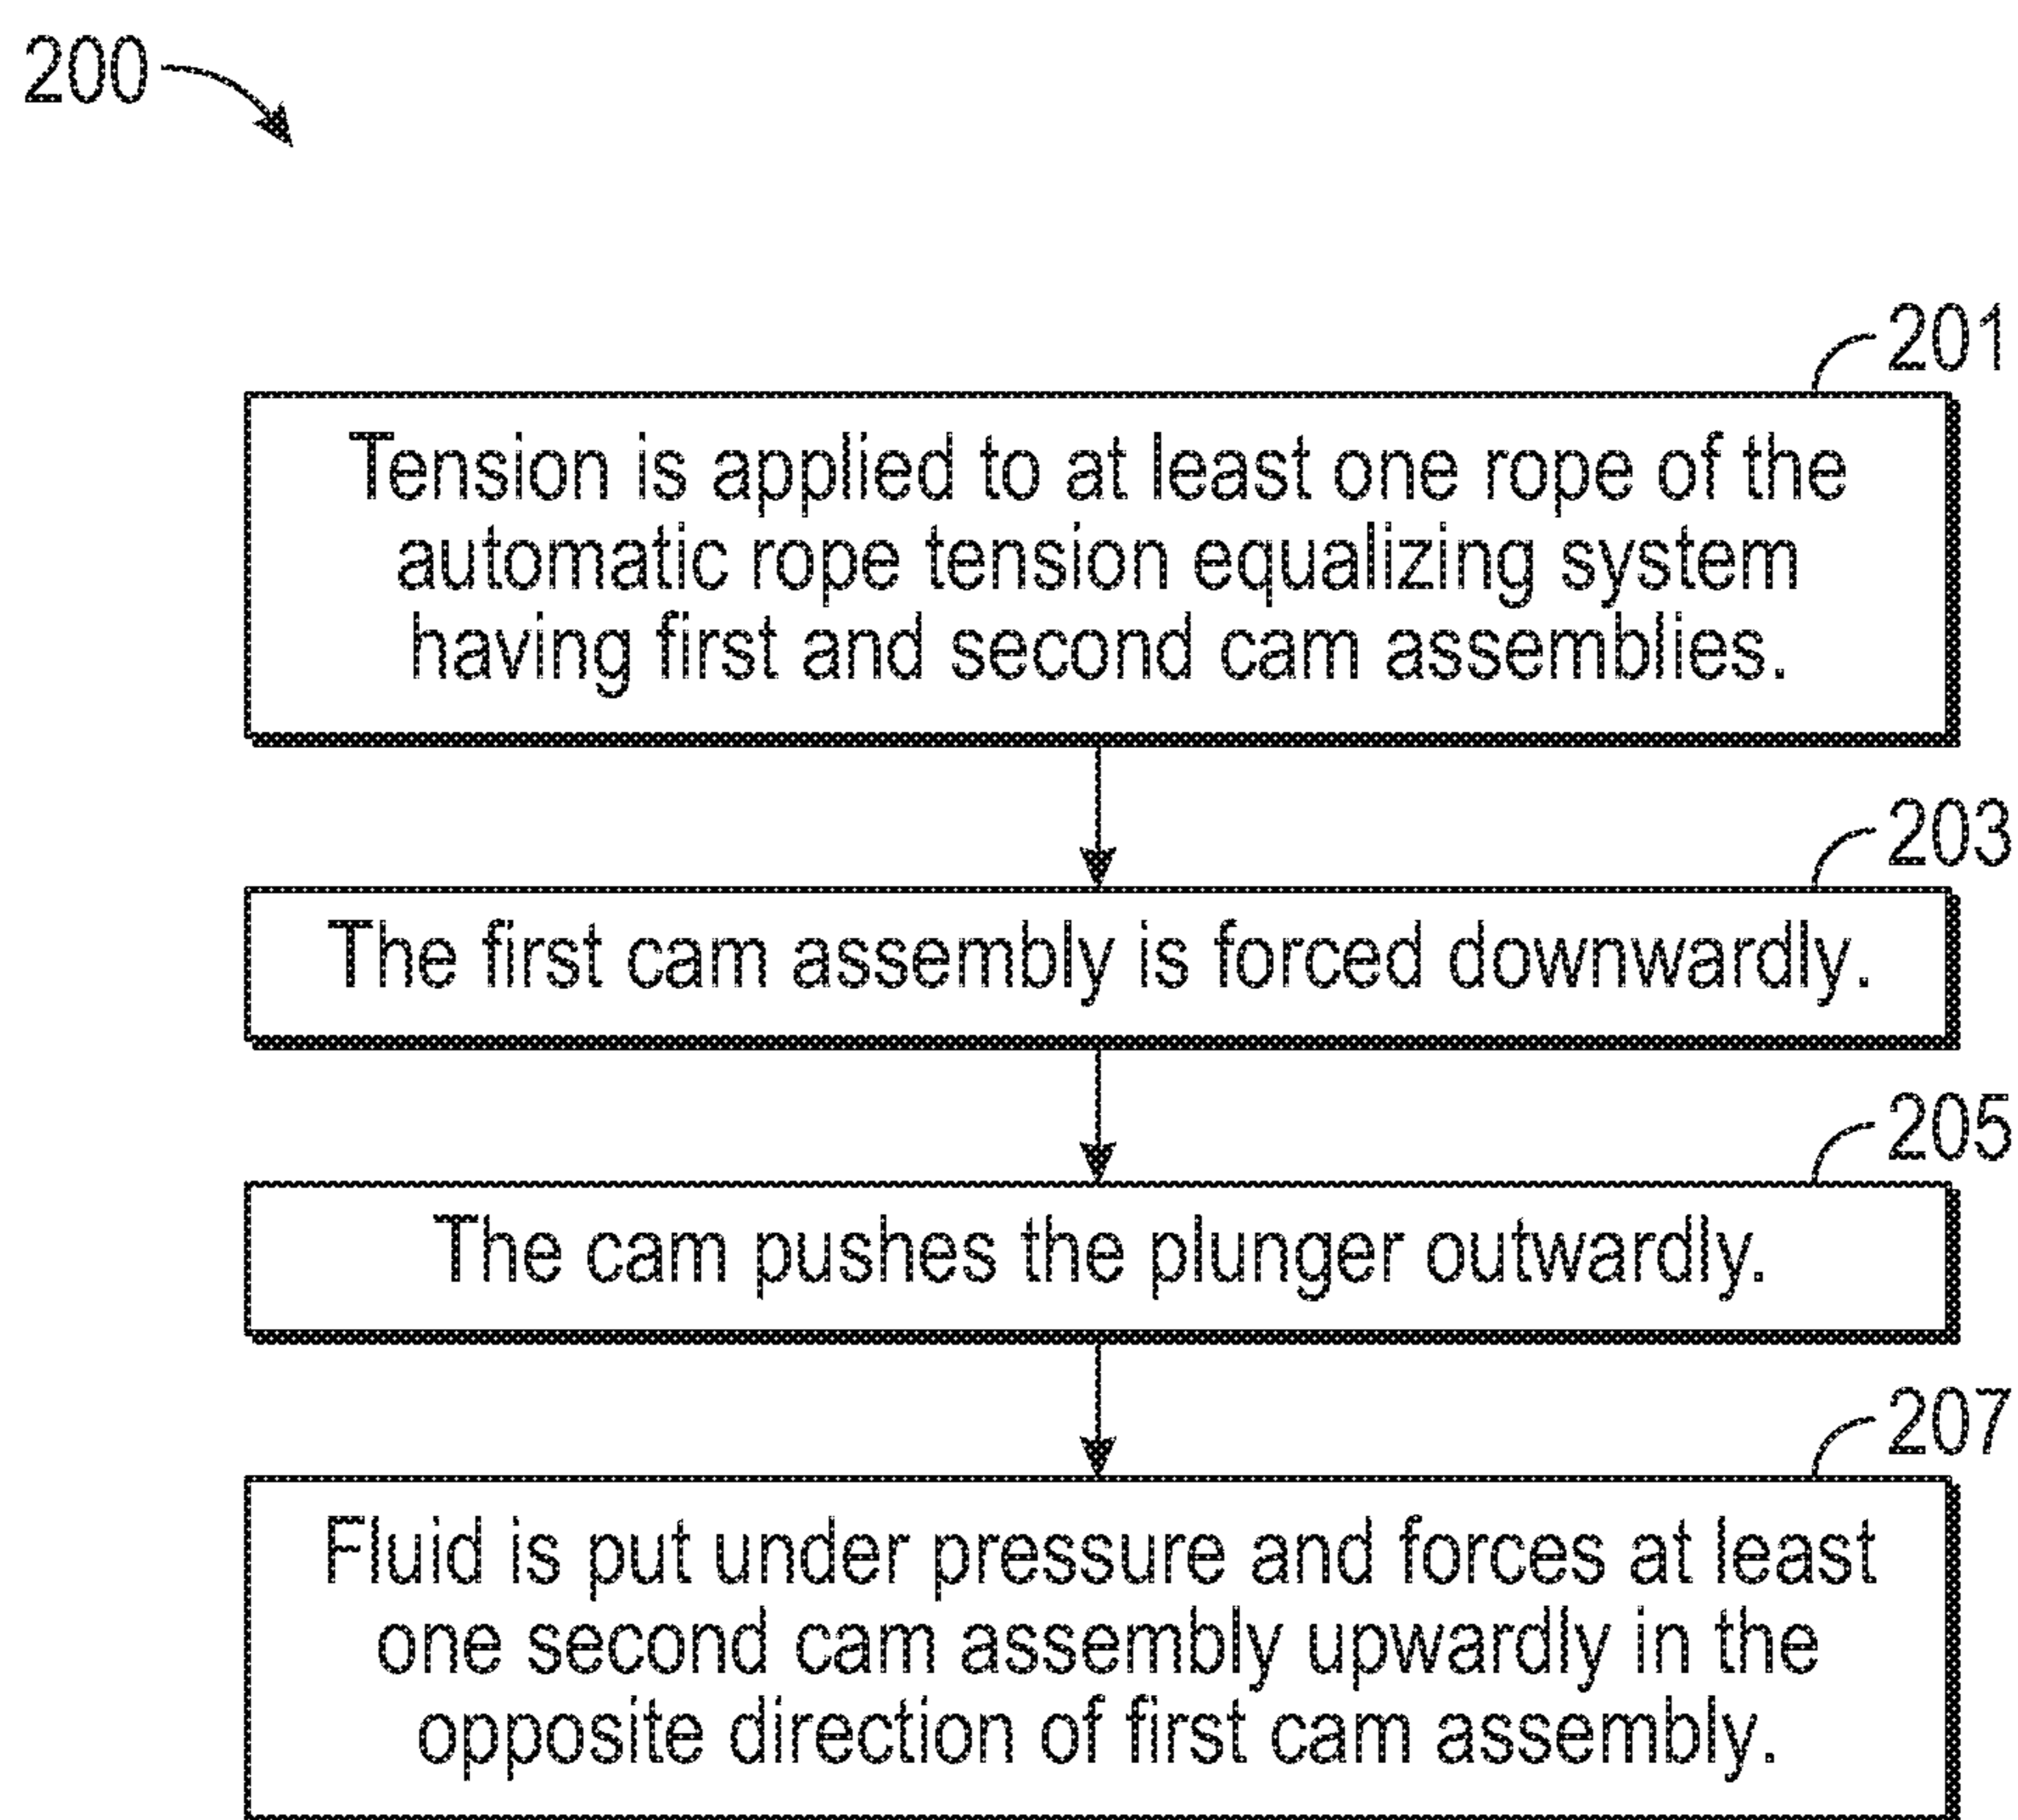 200
201
Tension is applied to at least one rope of the
automatic rope tension equalizing system
having first and second cam assemblies.
203
The first cam assembly is forced downwardly.
205
The cam pushes the plunger outwardly.
207
Fluid is put under pressure and forces at least
one second cam assembly upwardly in the
opposite direction of first cam assembly.